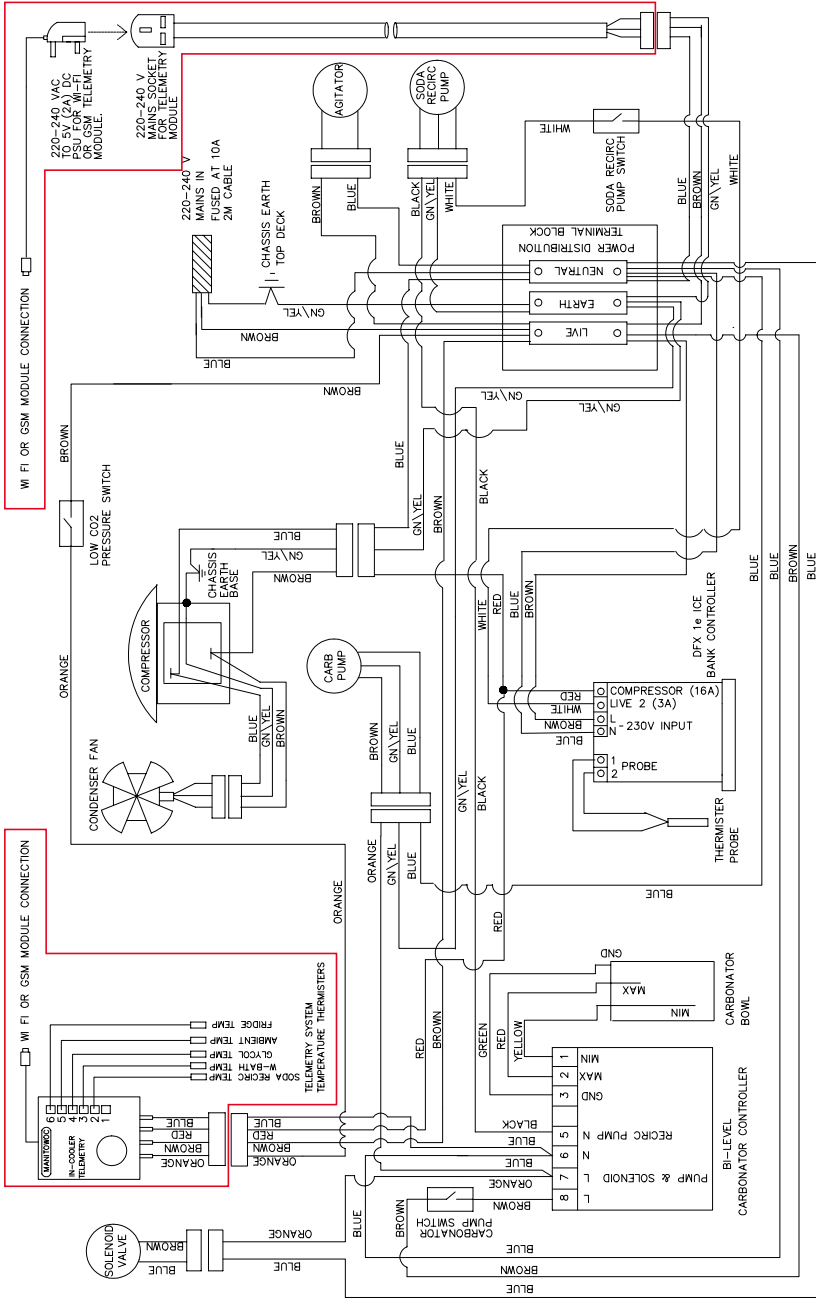 WI FI OR GSM MODULE CONNECTION
220-240 VAC
TO 5V (2A) DC
PSU FOR WI-FI
OR GSM TELEMETRY
MODULE.
220-240 V
MAINS SOCKET
FOR TELEMETRY
MODULE
220-240 V
MAINS IN
FUSED AT 10A
2M CABLE
CHASSIS EARTH
TOP DECK
AGITATOR
BROWN
BLUE
SODA
RECIRC
PUMP
BLACK
GN/YEL
WHITE
WHITE
SODA RECIRC
PUMP SWITCH
BLUE
BROWN
GN/YEL
WHITE
POWER DISTRIBUTION
TERMINAL BLOCK
NEUTRAL
EARTH
LIVE
GN\YEL
BROWN
BLUE
BROWN
GN\YEL
GN/YEL
BROWN
LOW CO2
PRESSURE SWITCH
ORANGE
BLUE
GN\YEL
BROWN
BLACK
BLUE
GN\YEL
BROWN
CHASSIS
EARTH
BASE
COMPRESSOR
BLUE
GN\YEL
BROWN
CONDENSER FAN
CARB
PUMP
BROWN
GN\YEL
BLUE
ORANGE
GN\YEL
BLUE
GN\YEL
BLACK
WHITE
RED
BLUE
BROWN
DFX 1e ICE
BANK CONTROLLER
COMPRESSOR (16A)
LIVE 2 (3A)
L
N
-230V INPUT
1
2
PROBE
RED
WHITE
BROWN
BLUE
THERMISTER
PROBE
BLUE
BLUE
BROWN
BLUE
BLUE
RED
ORANGE
WI FI OR GSM MODULE CONNECTION
MANITOWOC
IN-COOLER
TELEMETRY
6
5
4
3
2
1
FRIDGE TEMP
AMBIENT TEMP
GLYCOL TEMP
W-BATH TEMP
SODA RECIRC TEMP
TELEMETRY SYSTEM
TEMPERATURE THERMISTERS
BLUE
RED
BROWN
ORANGE
BLUE
RED
BROWN
ORANGE
RED
BROWN
GREEN
RED
YELLOW
GND
MAX
MIN
CARBONATOR
BOWL
1
2
3
5
6
7
8
MIN
MAX
GND
N
RECIRC PUMP
N
L
PUMP & SOLENOID
L
BI-LEVEL
CARBONATOR CONTROLLER
BLACK
BLUE
BLUE
ORANGE
BROWN
CARBONATOR
PUMP SWITCH
BROWN
BLUE
SOLENOID
VALVE
BROWN
BLUE
ORANGE
BLUE
BLUE
BROWN
BLUE